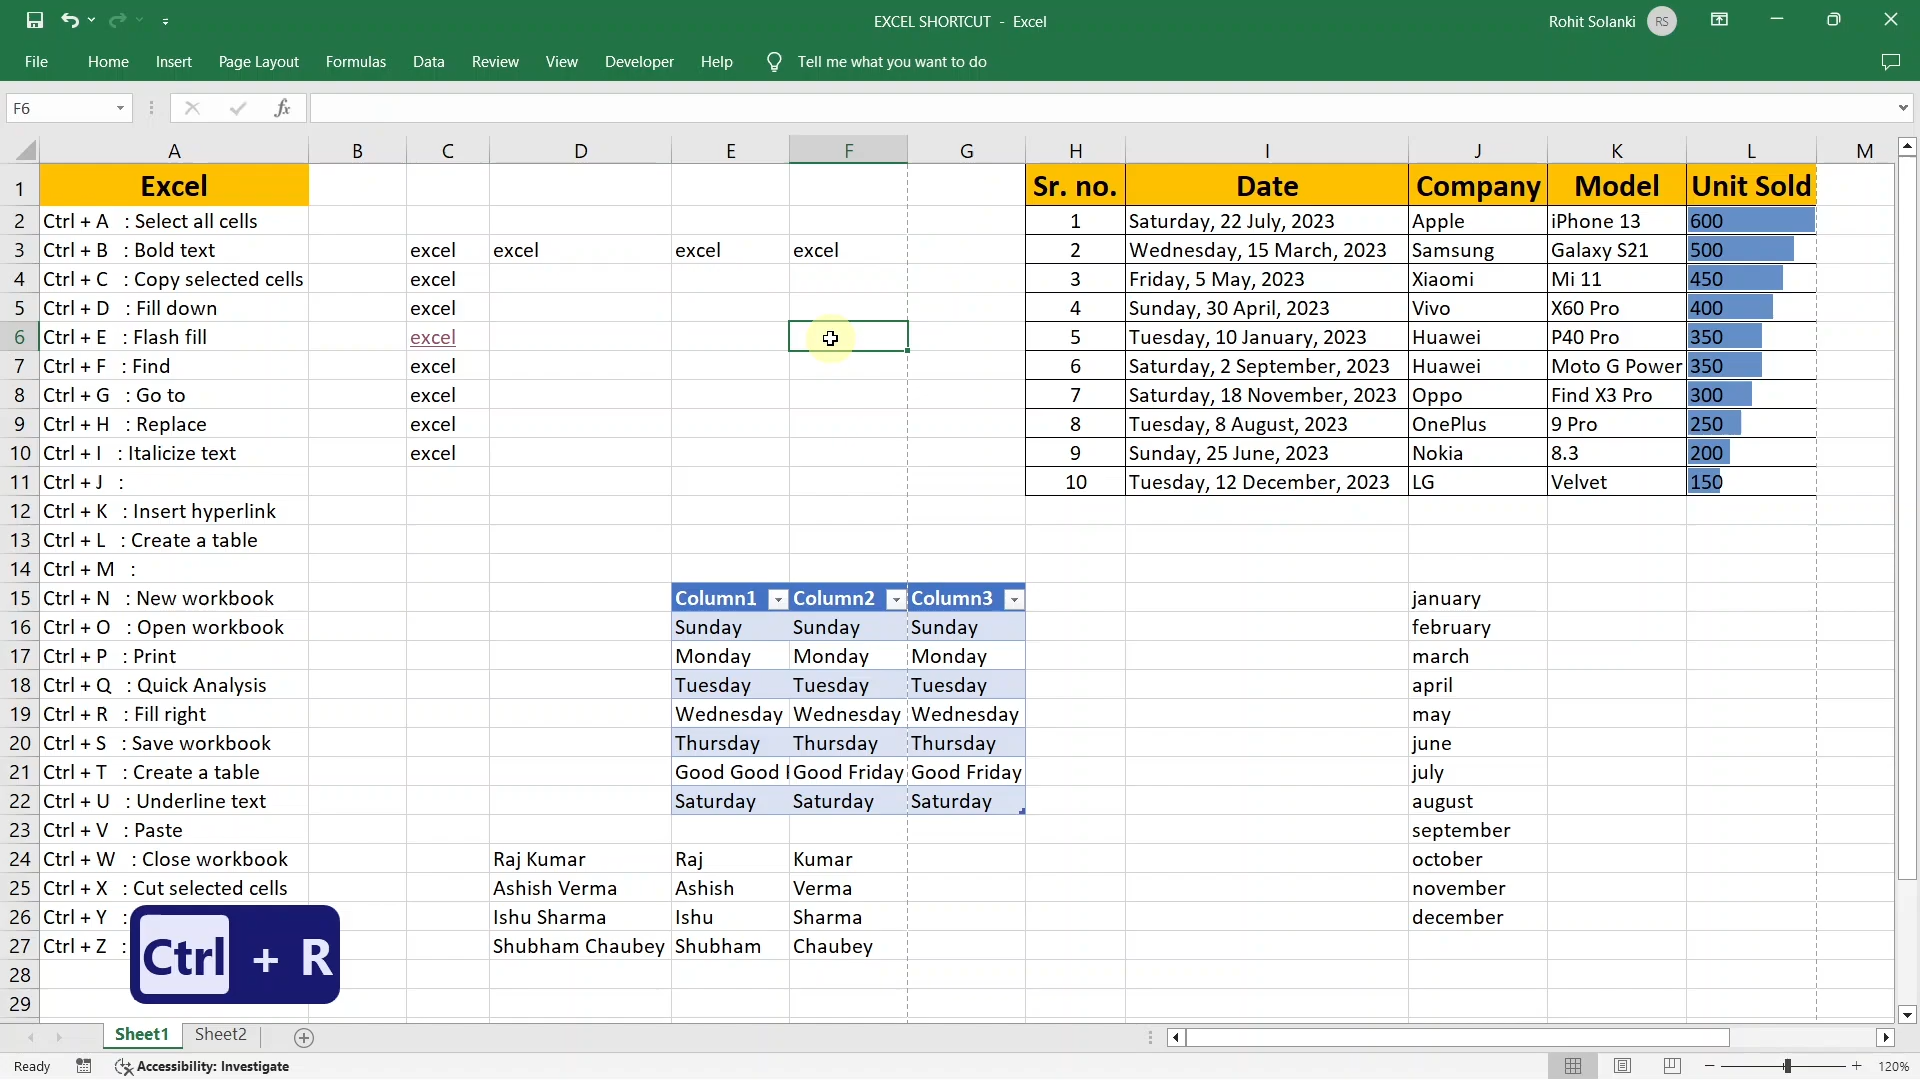 EXCEL SHORTCUT - Excel
Rohit Solanki RS
File Home Insert Page Layout Formulas Data Review View Developer Help Tell me what you want to do
F6 fx
A B C D E F G H I J K L M
1 Excel Sr. no. Date Company Model Unit Sold
2 Ctrl + A : Select all cells 1 Saturday, 22 July, 2023 Apple iPhone 13 600
3 Ctrl + B : Bold text excel excel excel excel 2 Wednesday, 15 March, 2023 Samsung Galaxy S21 500
4 Ctrl + C : Copy selected cells excel 3 Friday, 5 May, 2023 Xiaomi Mi 11 450
5 Ctrl + D : Fill down excel 4 Sunday, 30 April, 2023 Vivo X60 Pro 400
6 Ctrl + E : Flash fill excel 5 Tuesday, 10 January, 2023 Huawei P40 Pro 350
7 Ctrl + F : Find excel 6 Saturday, 2 September, 2023 Huawei Moto G Power 350
8 Ctrl + G : Go to excel 7 Saturday, 18 November, 2023 Oppo Find X3 Pro 300
9 Ctrl + H : Replace excel 8 Tuesday, 8 August, 2023 OnePlus 9 Pro 250
10 Ctrl + I : Italicize text excel 9 Sunday, 25 June, 2023 Nokia 8.3 200
11 Ctrl + J : 10 Tuesday, 12 December, 2023 LG Velvet 150
12 Ctrl + K : Insert hyperlink
13 Ctrl + L : Create a table
14 Ctrl + M :
15 Ctrl + N : New workbook Column1 Column2 Column3 january
16 Ctrl + O : Open workbook Sunday Sunday Sunday february
17 Ctrl + P : Print Monday Monday Monday march
18 Ctrl + Q : Quick Analysis Tuesday Tuesday Tuesday april
19 Ctrl + R : Fill right Wednesday Wednesday Wednesday may
20 Ctrl + S : Save workbook Thursday Thursday Thursday june
21 Ctrl + T : Create a table Good Good Good Friday Good Friday july
22 Ctrl + U : Underline text Saturday Saturday Saturday august
23 Ctrl + V : Paste september
24 Ctrl + W : Close workbook Raj Kumar Raj Kumar october
25 Ctrl + X : Cut selected cells Ashish Verma Ashish Verma november
26 Ctrl + Y : Ishu Sharma Ishu Sharma december
27 Ctrl + Z : Shubham Chaubey Shubham Chaubey
28
29
Ctrl + R
Sheet1 Sheet2
Ready Accessibility: Investigate 120%